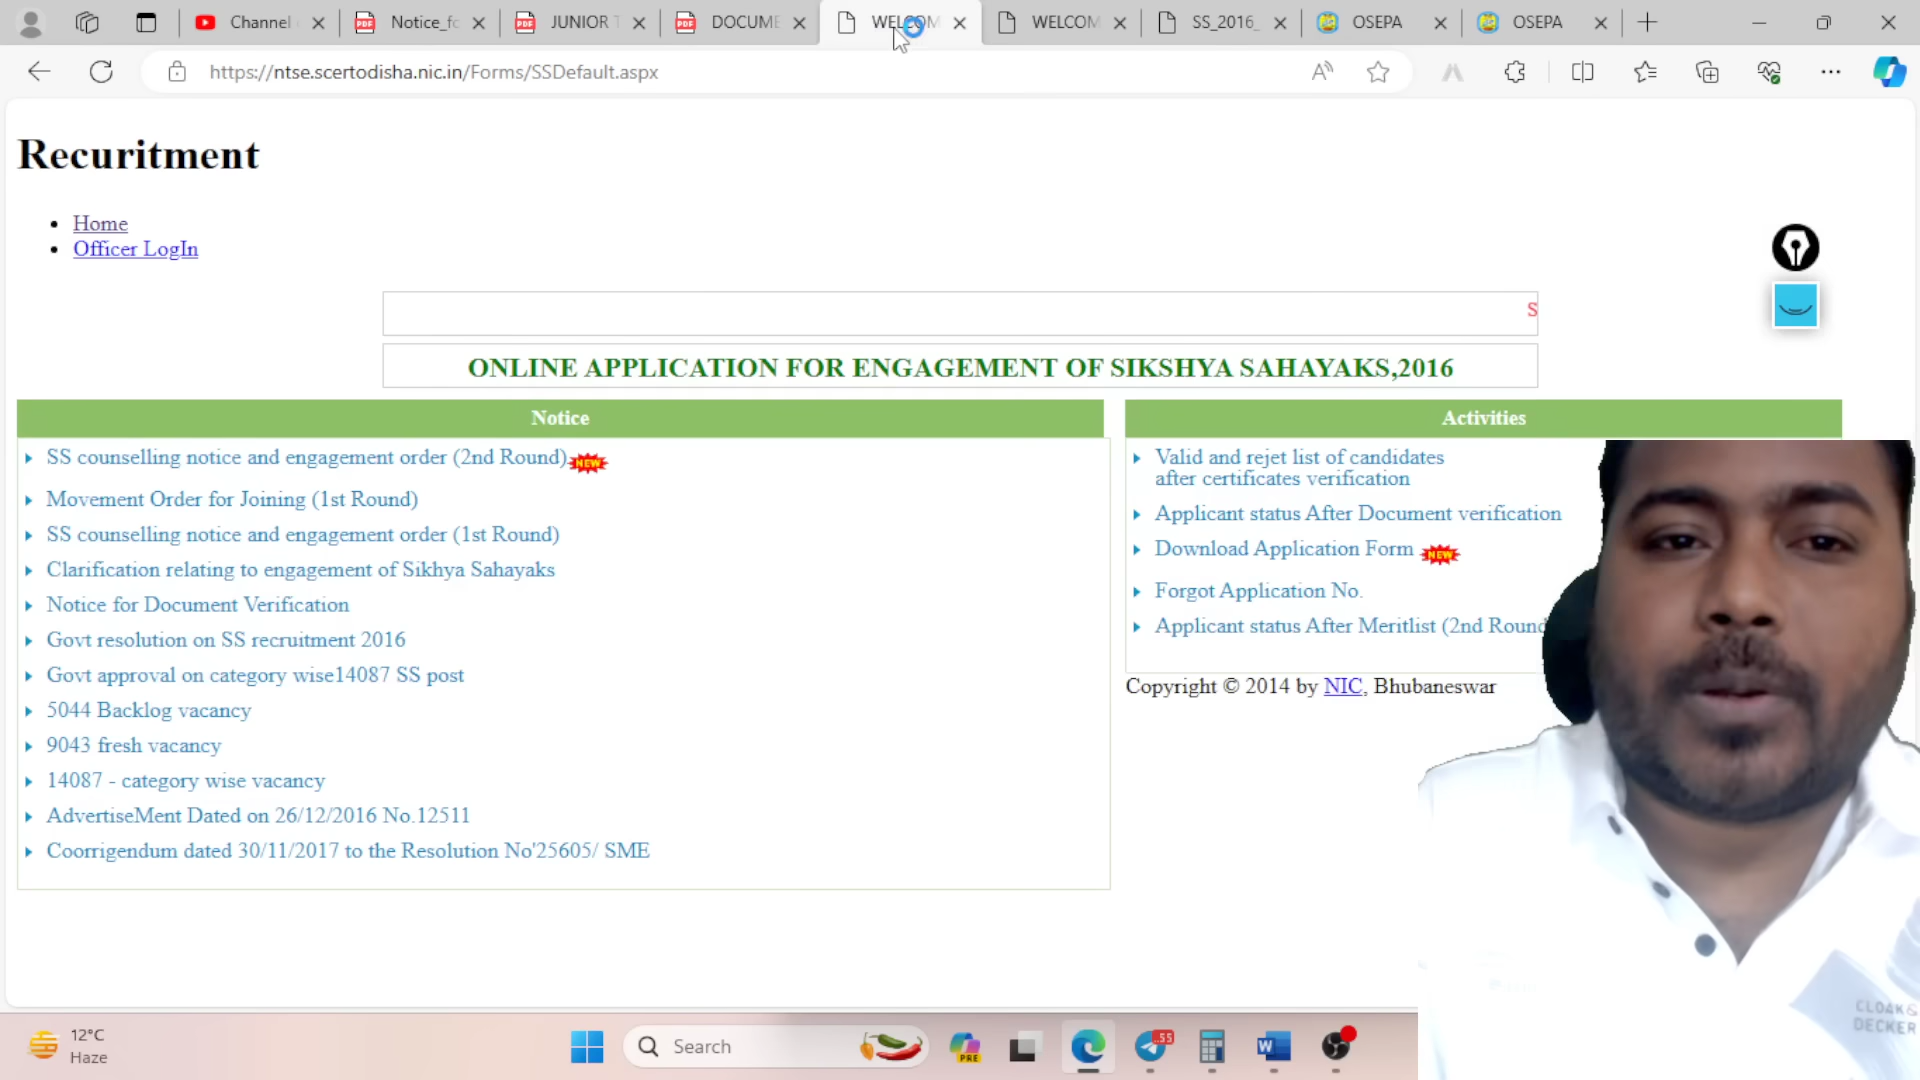 Channel
Notice_fo
JUNIOR T
DOCUME
WELCOM
WELCOM
SS_2016_
OSEPA
OSEPA
https://ntse.scertodisha.nic.in/Forms/SSDefault.aspx
Recuritment
Home
Officer LogIn
S
ONLINE APPLICATION FOR ENGAGEMENT OF SIKSHYA SAHAYAKS,2016
Notice
SS counselling notice and engagement order (2nd Round) NEW
Movement Order for Joining (1st Round)
SS counselling notice and engagement order (1st Round)
Clarification relating to engagement of Sikhya Sahayaks
Notice for Document Verification
Govt resolution on SS recruitment 2016
Govt approval on category wise14087 SS post
5044 Backlog vacancy
9043 fresh vacancy
14087 - category wise vacancy
AdvertiseMent Dated on 26/12/2016 No.12511
Coorrigendum dated 30/11/2017 to the Resolution No'25605/ SME
Activities
Valid and rejet list of candidates
after certificates verification
Applicant status After Document verification
Download Application Form NEW
Forgot Application No.
Applicant status After Meritlist (2nd Round
Copyright © 2014 by NIC, Bhubaneswar
CLOAK&
DECKER
12°C
Haze
Search
PRE
55
W